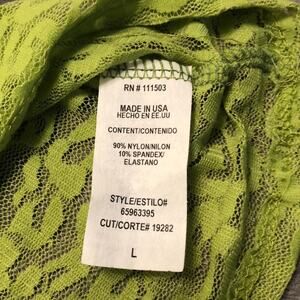 RN # 111503
MADE IN USA
HECHO EN EE.UU
CONTENT/CONTENIDO
90% NYLON/NILON
10% SPANDEX/
ELASTANO
STYLE/ESTILO#
65963395
CUT/CORTE# 19282
L